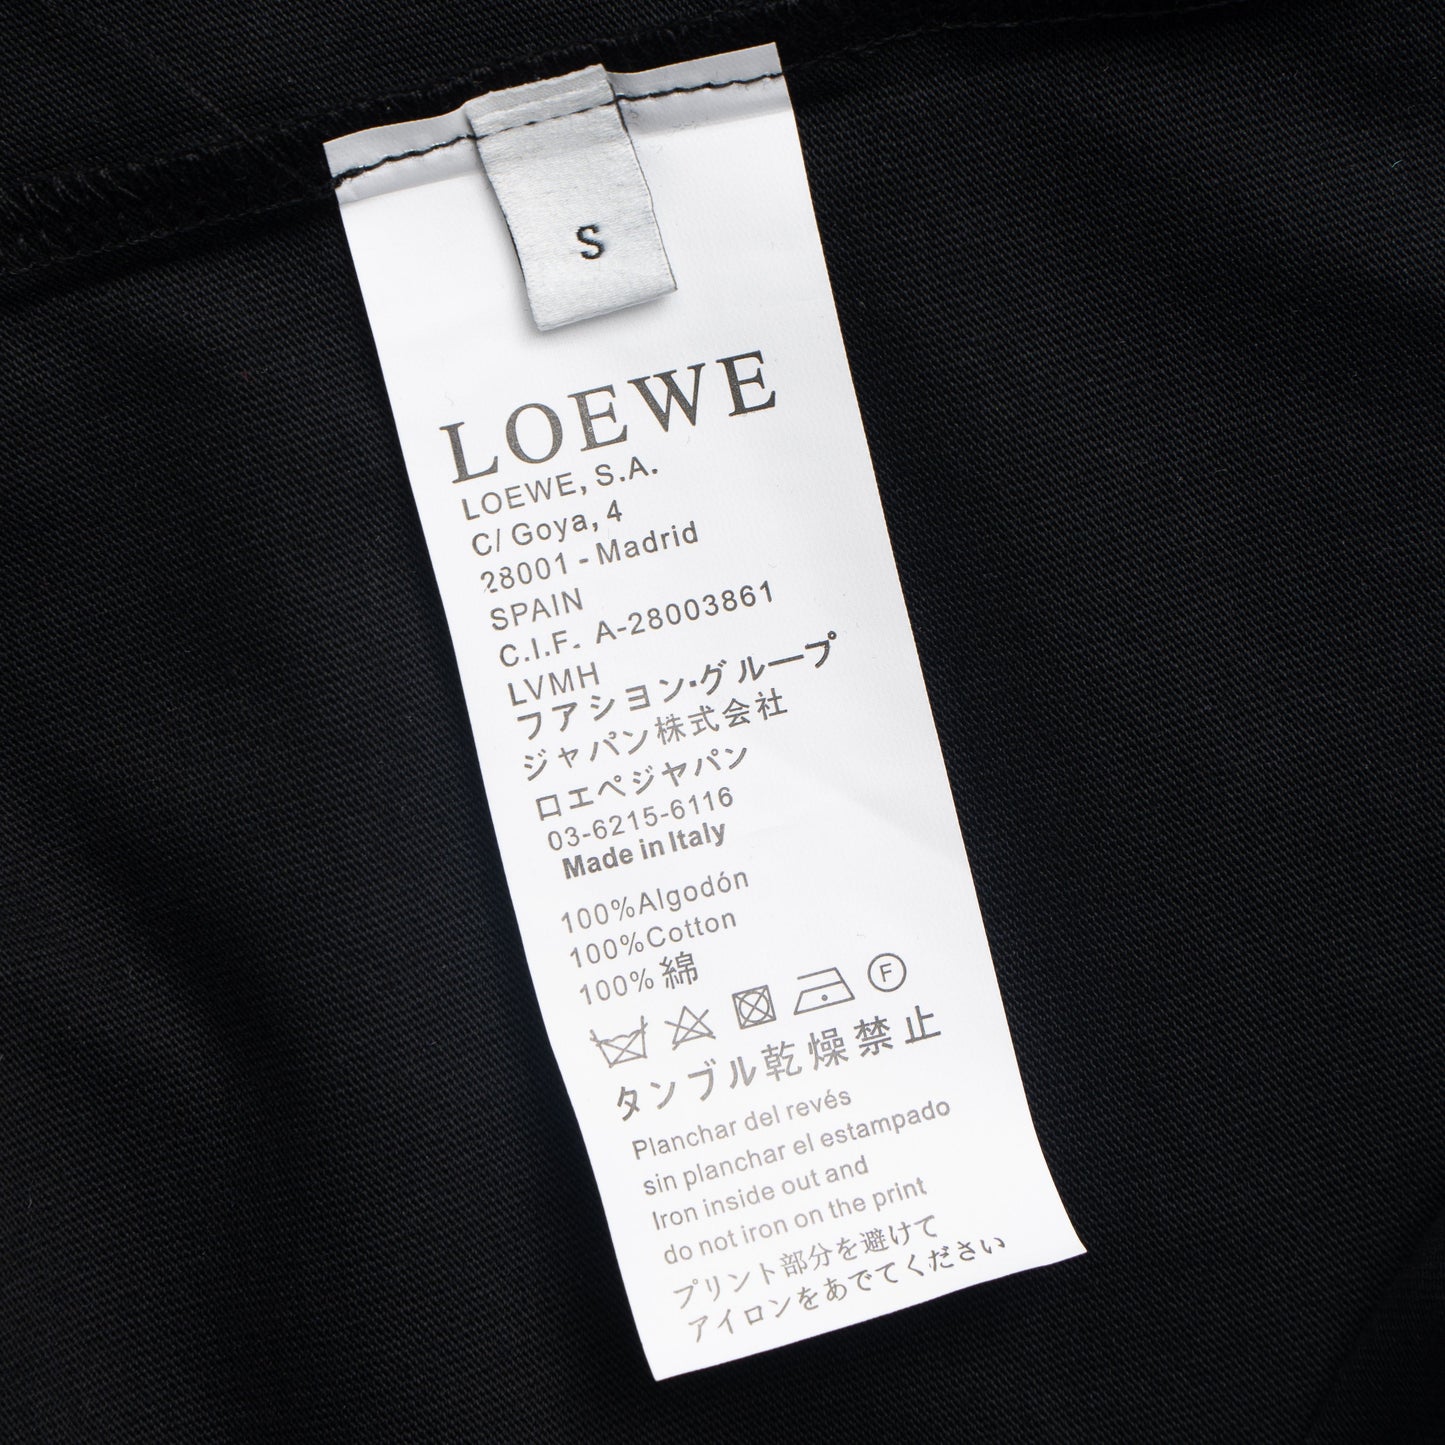 S
LOEWE
LOEWE, S.A.
C/ Goya, 4
28001 - Madrid
SPAIN
C.I.F. A-28003861
LVMH
フアション·グループ
ジャパン株式会社
ロエペジヤパン
03-6215-6116
Made in Italy
100%Algodón
100%Cotton
100% 綿
F
タンブル乾燥禁止
Planchar del revés
sin planchar el estampado
Iron inside out and
do not iron on the print
プリント部分を避けて
アイロンをあでてください